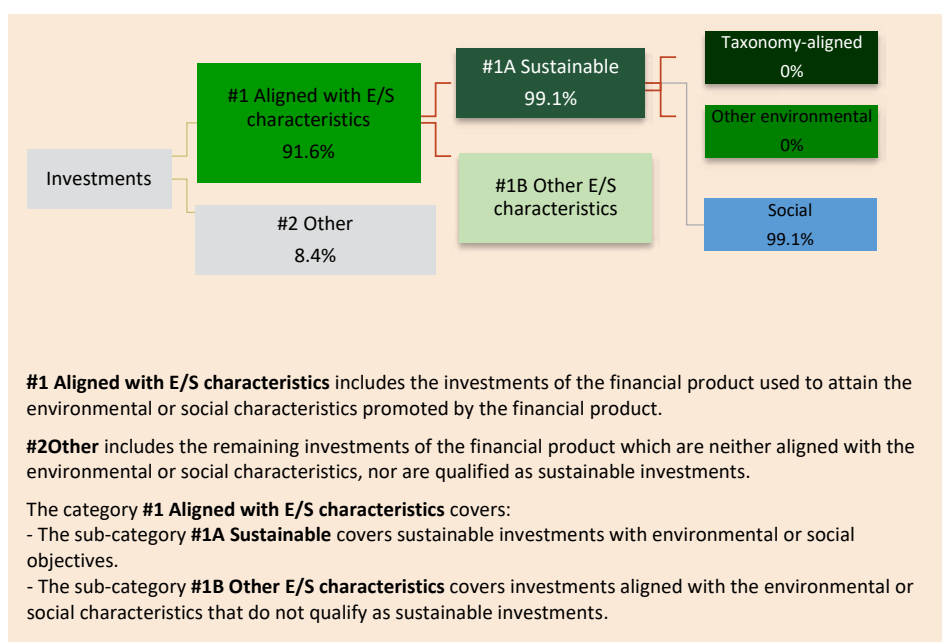 Investments
#1 Aligned with E/S
characteristics
91.6%
#2 Other
8.4%
#1A Sustainable
99.1%
#1B Other E/S
characteristics
Taxonomy-aligned
0%
Other environmental
0%
Social
99.1%
#1 Aligned with E/S characteristics includes the investments of the financial product used to attain the
environmental or social characteristics promoted by the financial product.
#2Other includes the remaining investments of the financial product which are neither aligned with the
environmental or social characteristics, nor are qualified as sustainable investments.
The category #1 Aligned with E/S characteristics covers:
- The sub-category #1A Sustainable covers sustainable investments with environmental or social
objectives.
- The sub-category #1B Other E/S characteristics covers investments aligned with the environmental or
social characteristics that do not qualify as sustainable investments.